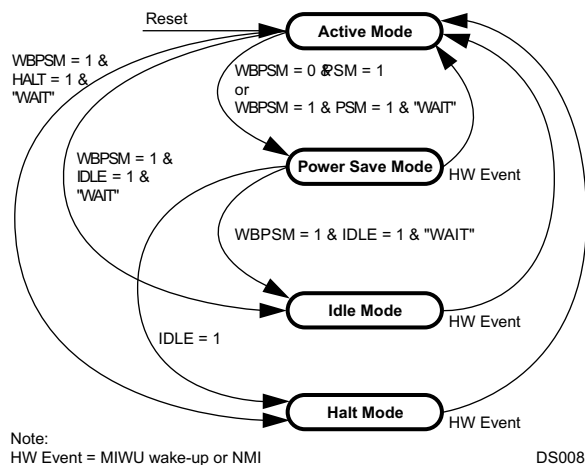 Reset
Active Mode
WBPSM = 1 &
HALT = 1 &
"WAIT"
WBPSM = 0 & PSM = 1
or
WBPSM = 1 & PSM = 1 & "WAIT"
WBPSM = 1 &
IDLE = 1 &
"WAIT"
Power Save Mode
HW Event
WBPSM = 1 & IDLE = 1 & "WAIT"
Idle Mode
HW Event
IDLE = 1
Halt Mode
HW Event
Note:
HW Event = MIWU wake-up or NMI
DS008